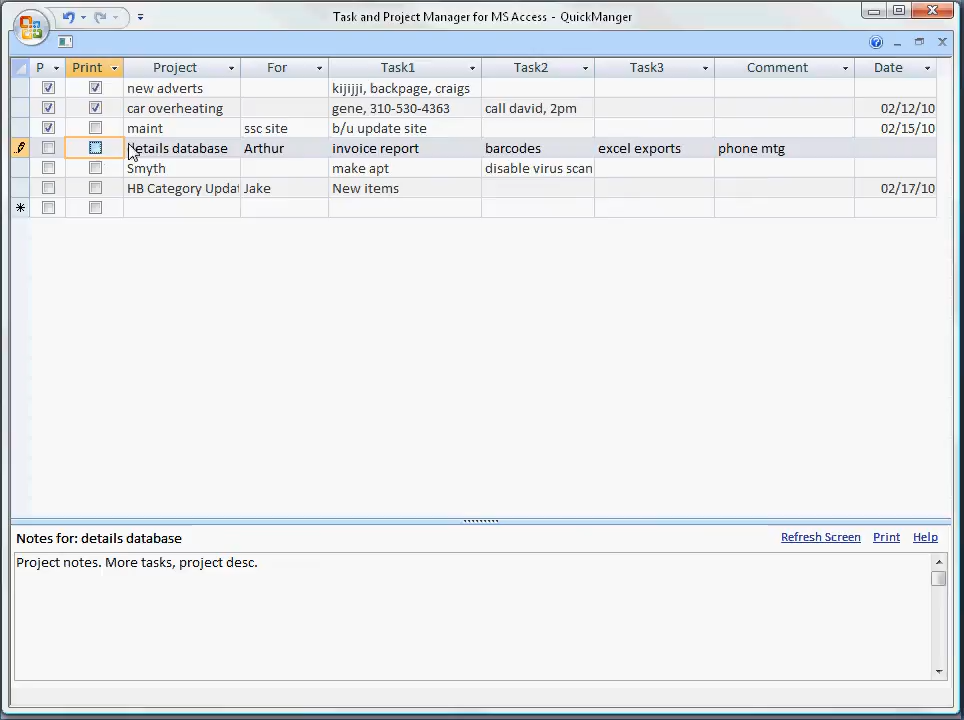 Task and Project Manager for MS Access - QuickManger
P Print Project For Task1 Task2 Task3 Comment Date
new adverts kijijji, backpage, craigs
car overheating gene, 310-530-4363 call david, 2pm 02/12/10
maint ssc site b/u update site 02/15/10
details database Arthur invoice report barcodes excel exports phone mtg
Smyth make apt disable virus scan
HB Category Updat Jake New items 02/17/10
Notes for: details database Refresh Screen Print Help
Project notes. More tasks, project desc.